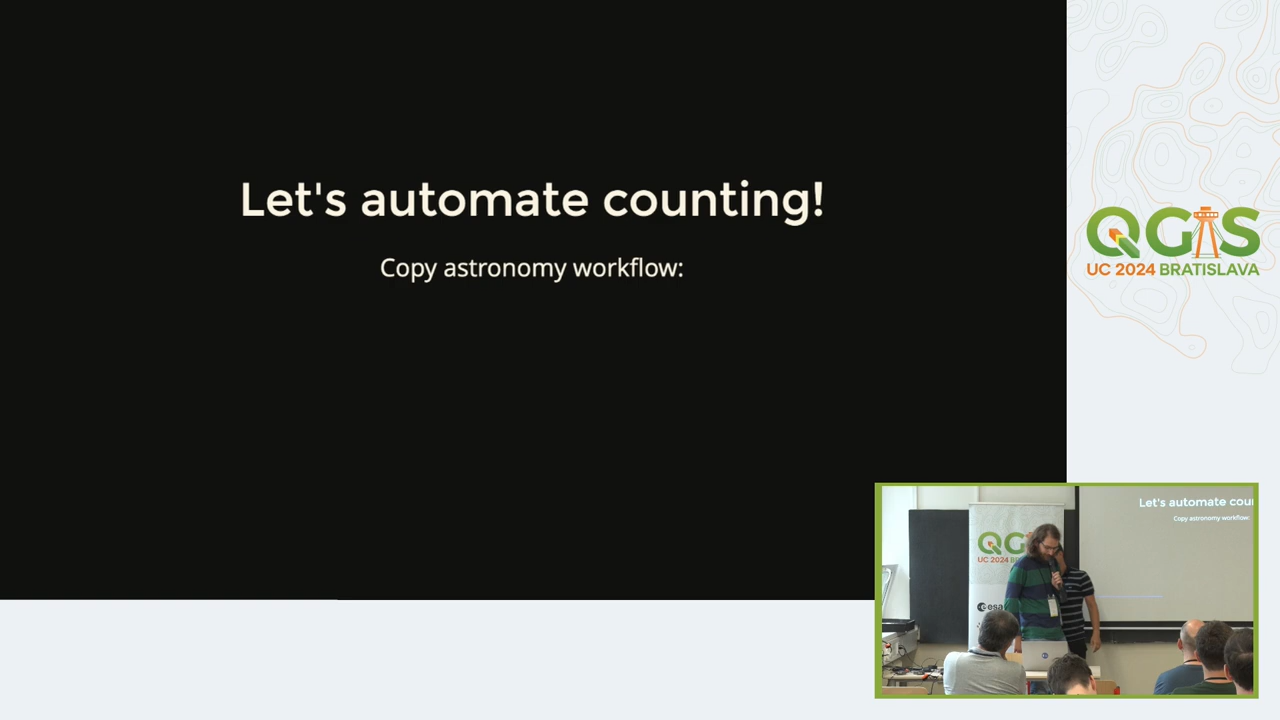 Let's automate counting!
Copy astronomy workflow:
QGIS
UC 2024 BRATISLAVA
Let's automate cou
Copy astronomy workflow:
QG
UC 2024 B
esa